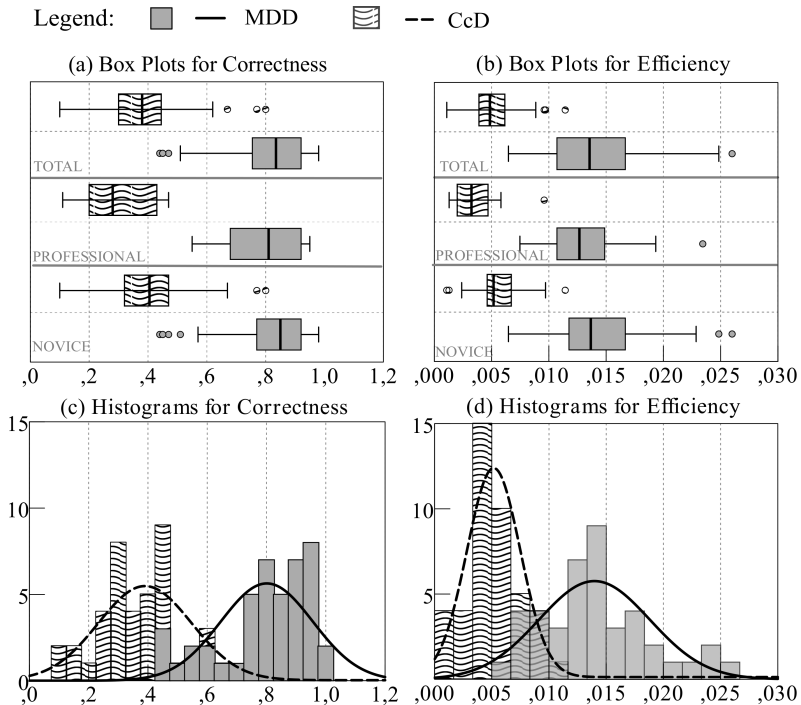 Legend: MDD CcD
(a) Box Plots for Correctness
TOTAL
PROFESSIONAL
NOVICE
,0 ,2 ,4 ,6 ,8 1,0 1,2
(b) Box Plots for Efficiency
TOTAL
PROFESSIONAL
NOVICE
,000 ,005 ,010 ,015 ,020 ,025 ,030
(c) Histograms for Correctness
15
10
5
0
,0 ,2 ,4 ,6 ,8 1,0 1,2
(d) Histograms for Efficiency
15
10
5
,000 ,005 ,010 ,015 ,020 ,025 ,030